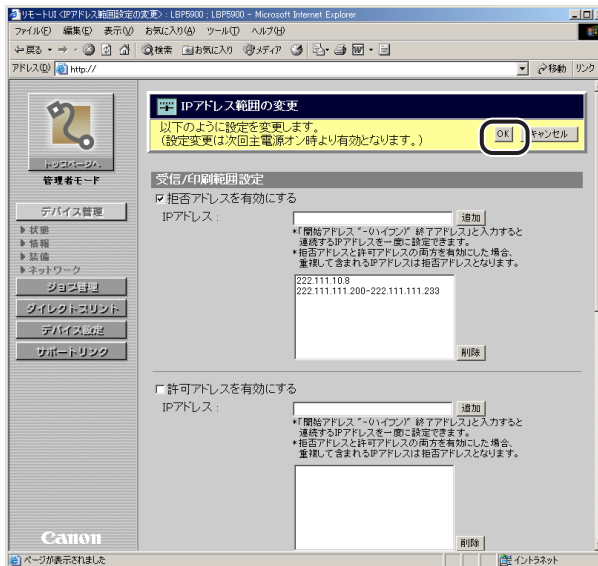 リモートUI <IPアドレス範囲設定の変更> : LBP5900 ; LBP5900 - Microsoft Internet Explorer
ファイル(F) 編集(E) 表示(V) お気に入り(A) ツール(T) ヘルプ(H)
戻る 検索 お気に入り メディア
アドレス(D) http:// 移動 リンク
IPアドレス範囲の変更
以下のように設定を変更します。
(設定変更は次回主電源オン時より有効となります。)
OK キャンセル
トップページへ
管理者モード
デバイス管理
状態
情報
装備
ネットワーク
ジョブ管理
ダイレクトプリント
デバイス設定
サポートリンク
Canon
受信/印刷範囲設定
拒否アドレスを有効にする
IPアドレス : 追加
*「開始アドレス "-(ハイフン)" 終了アドレス」と入力すると
連続するIPアドレスを一度に設定できます。
*拒否アドレスと許可アドレスの両方を有効にした場合、
重複して含まれるIPアドレスは拒否アドレスとなります。
222.111.10.8
222.111.111.200-222.111.111.233
削除
許可アドレスを有効にする
IPアドレス : 追加
*「開始アドレス "-(ハイフン)" 終了アドレス」と入力すると
連続するIPアドレスを一度に設定できます。
*拒否アドレスと許可アドレスの両方を有効にした場合、
重複して含まれるIPアドレスは拒否アドレスとなります。
削除
ページが表示されました イントラネット